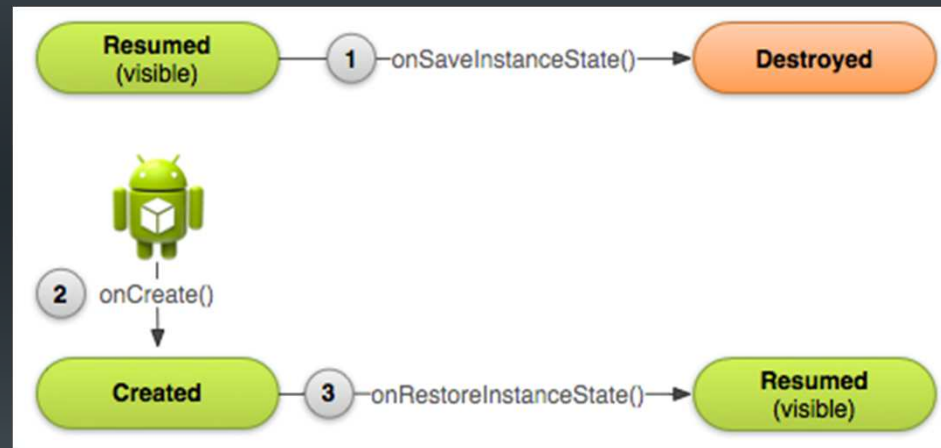 Resumed
(visible)
1 onSaveInstanceState()
Destroyed
2 onCreate()
Created
3 onRestoreInstanceState()
Resumed
(visible)